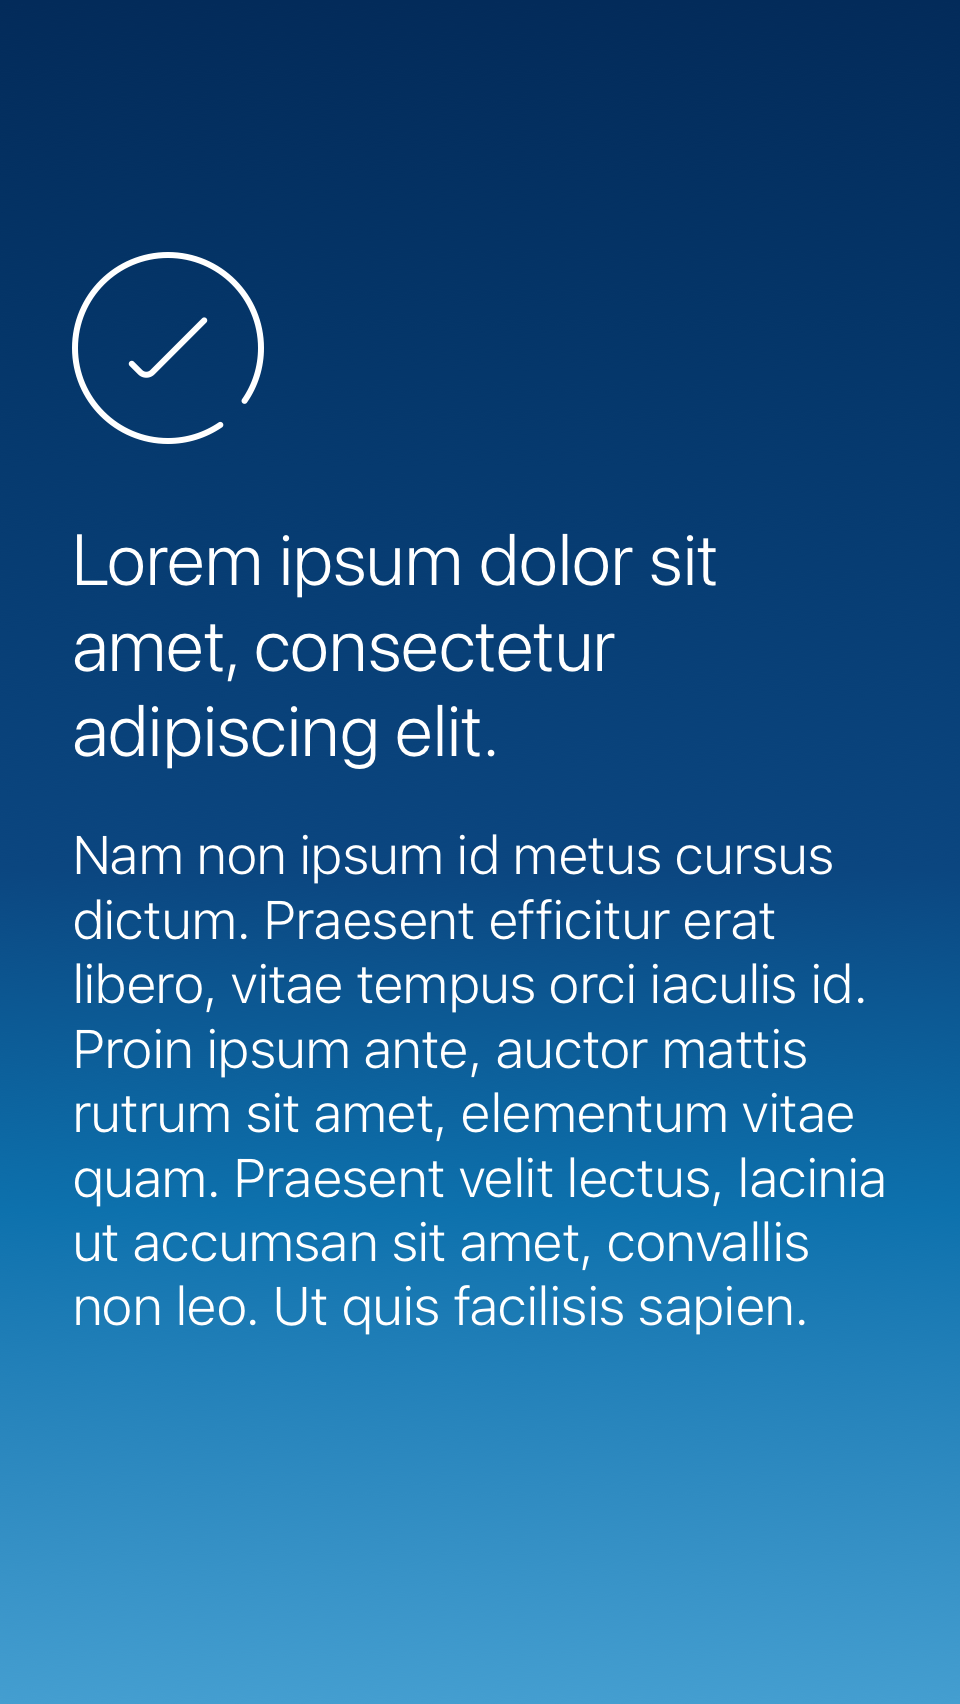 Lorem ipsum dolor sit
amet, consectetur
adipiscing elit.
Nam non ipsum id metus cursus
dictum. Praesent efficitur erat
libero, vitae tempus orci iaculis id.
Proin ipsum ante, auctor mattis
rutrum sit amet, elementum vitae
quam. Praesent velit lectus, lacinia
ut accumsan sit amet, convallis
non leo. Ut quis facilisis sapien.